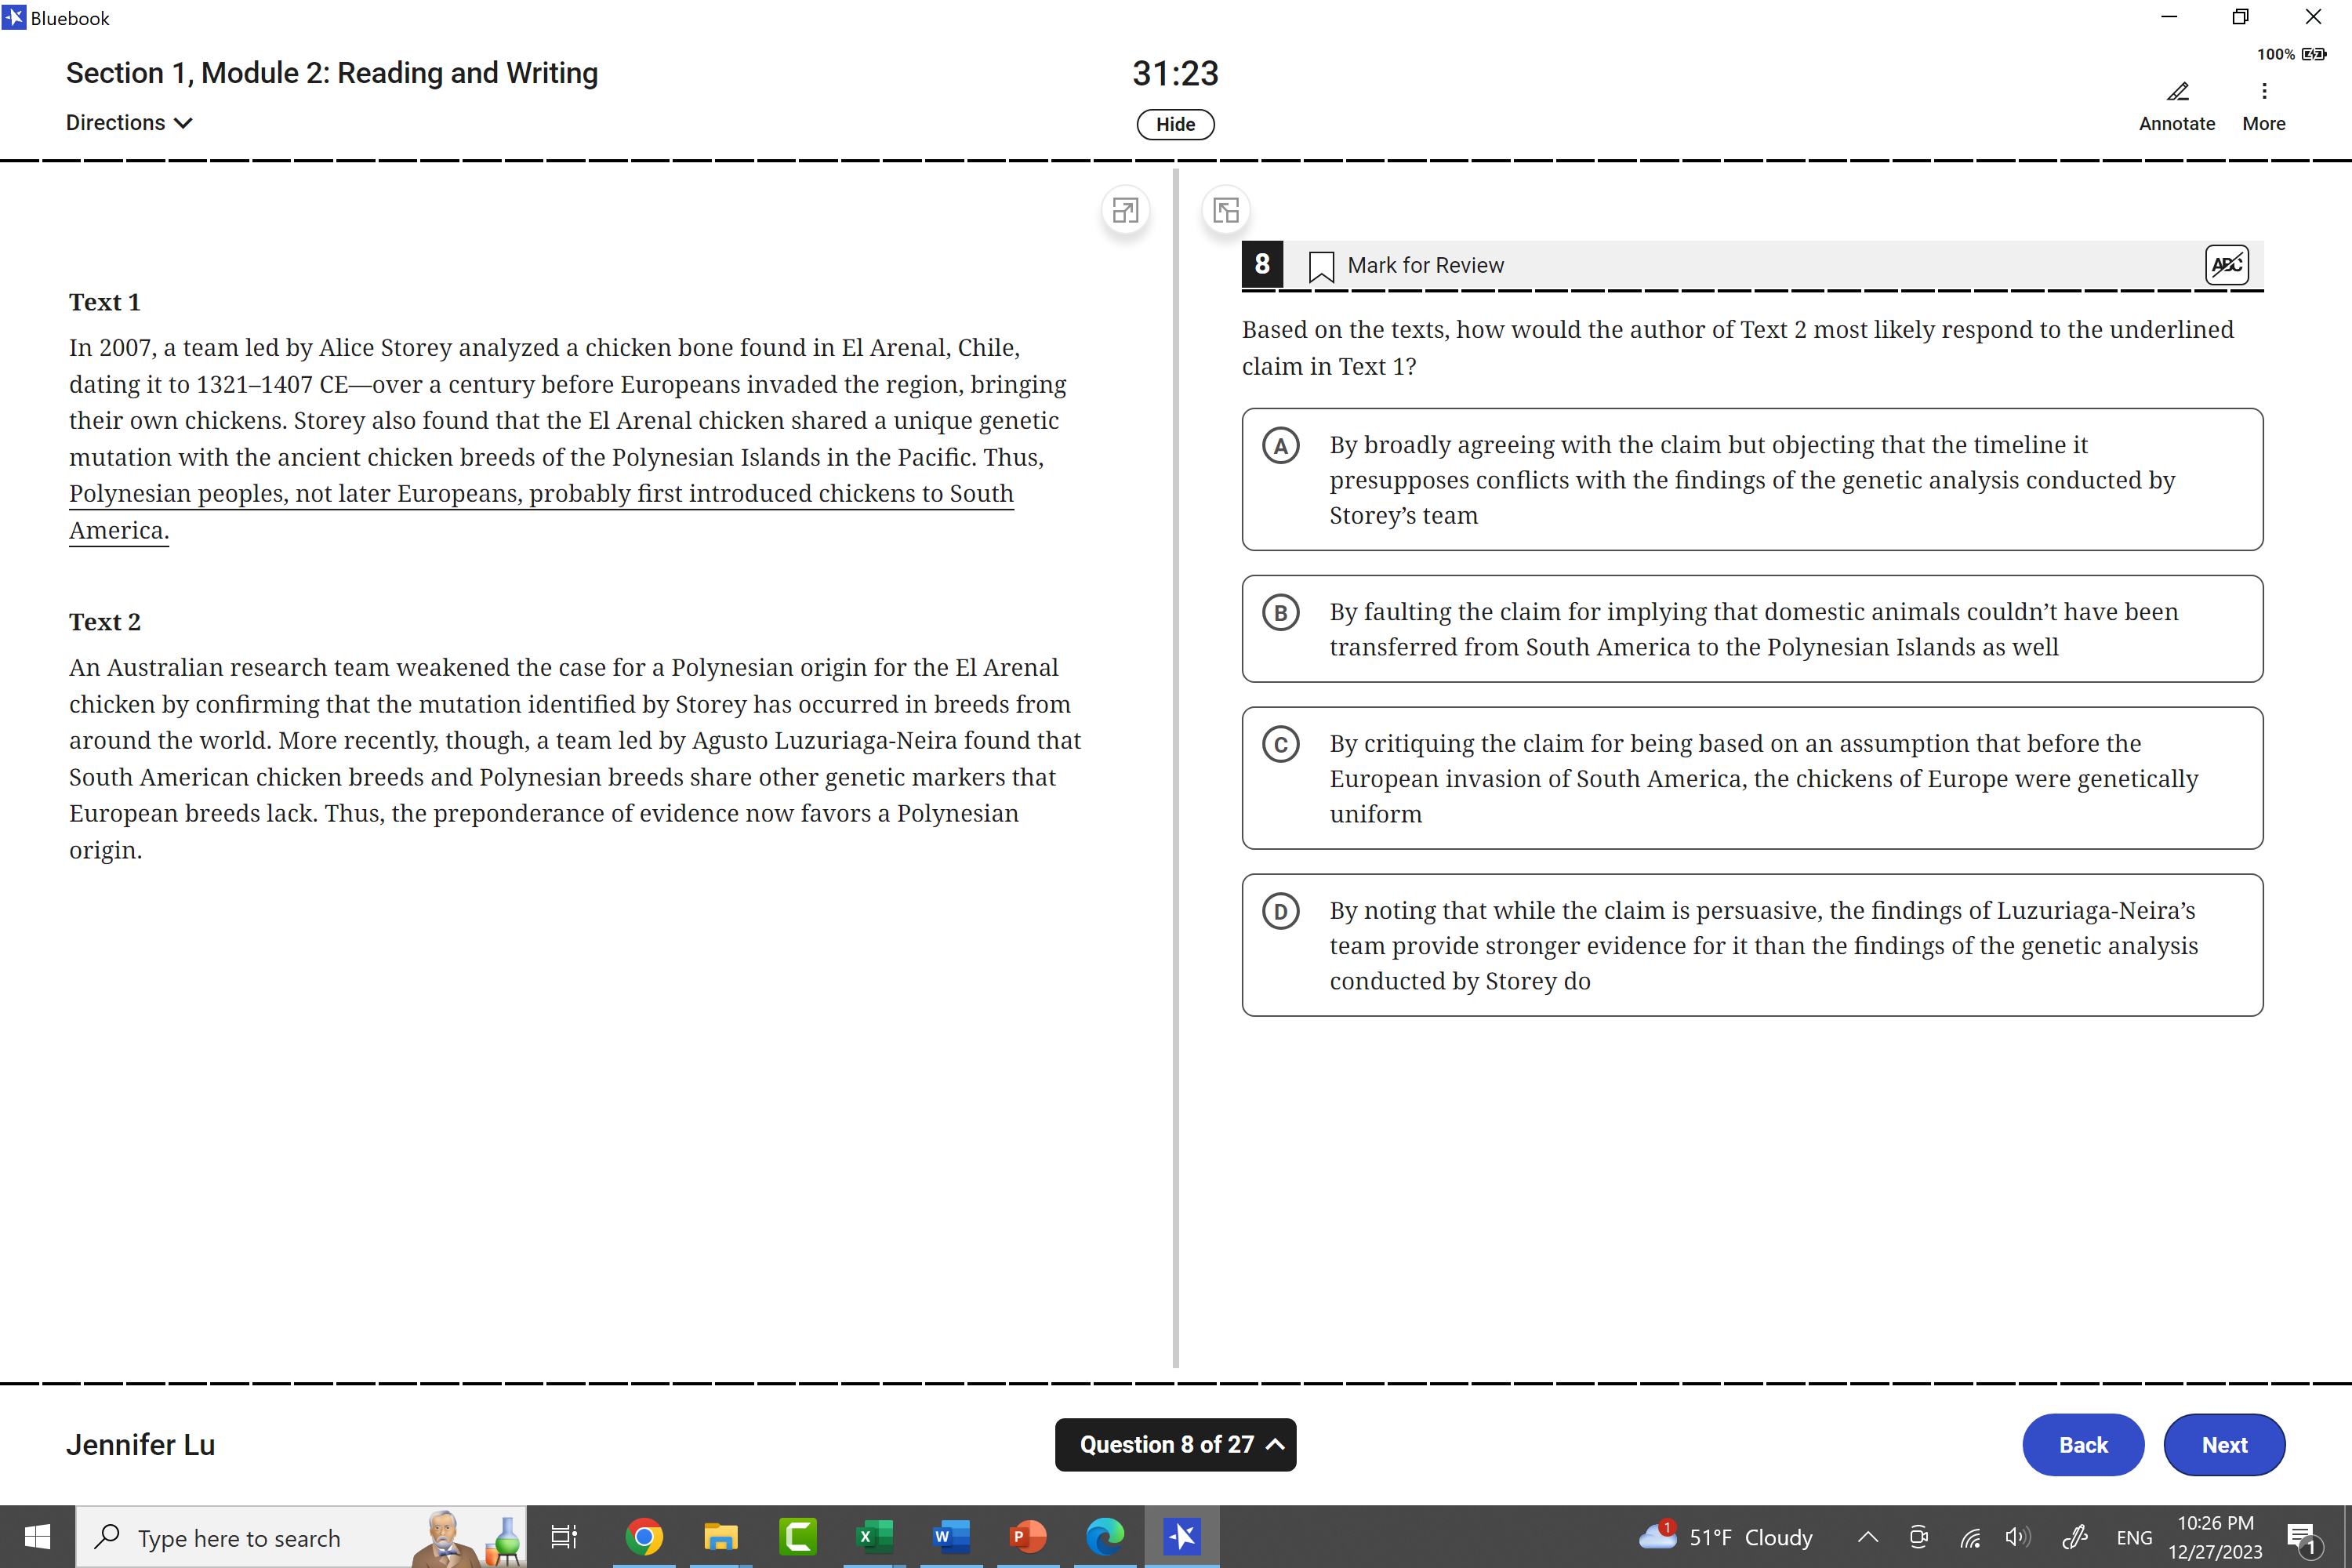 Bluebook
100%
Section 1, Module 2: Reading and Writing
31:23
Directions
Hide
Annotate
More
Text 1
In 2007, a team led by Alice Storey analyzed a chicken bone found in El Arenal, Chile,
dating it to 1321–1407 CE—over a century before Europeans invaded the region, bringing
their own chickens. Storey also found that the El Arenal chicken shared a unique genetic
mutation with the ancient chicken breeds of the Polynesian Islands in the Pacific. Thus,
Polynesian peoples, not later Europeans, probably first introduced chickens to South
America.
Text 2
An Australian research team weakened the case for a Polynesian origin for the El Arenal
chicken by confirming that the mutation identified by Storey has occurred in breeds from
around the world. More recently, though, a team led by Agusto Luzuriaga-Neira found that
South American chicken breeds and Polynesian breeds share other genetic markers that
European breeds lack. Thus, the preponderance of evidence now favors a Polynesian
origin.
8
Mark for Review
ABC
Based on the texts, how would the author of Text 2 most likely respond to the underlined
claim in Text 1?
A
By broadly agreeing with the claim but objecting that the timeline it
presupposes conflicts with the findings of the genetic analysis conducted by
Storey’s team
B
By faulting the claim for implying that domestic animals couldn’t have been
transferred from South America to the Polynesian Islands as well
C
By critiquing the claim for being based on an assumption that before the
European invasion of South America, the chickens of Europe were genetically
uniform
D
By noting that while the claim is persuasive, the findings of Luzuriaga-Neira’s
team provide stronger evidence for it than the findings of the genetic analysis
conducted by Storey do
Jennifer Lu
Question 8 of 27
Back
Next
Type here to search
X
W
P
1
51°F Cloudy
ENG
10:26 PM
12/27/2023
1